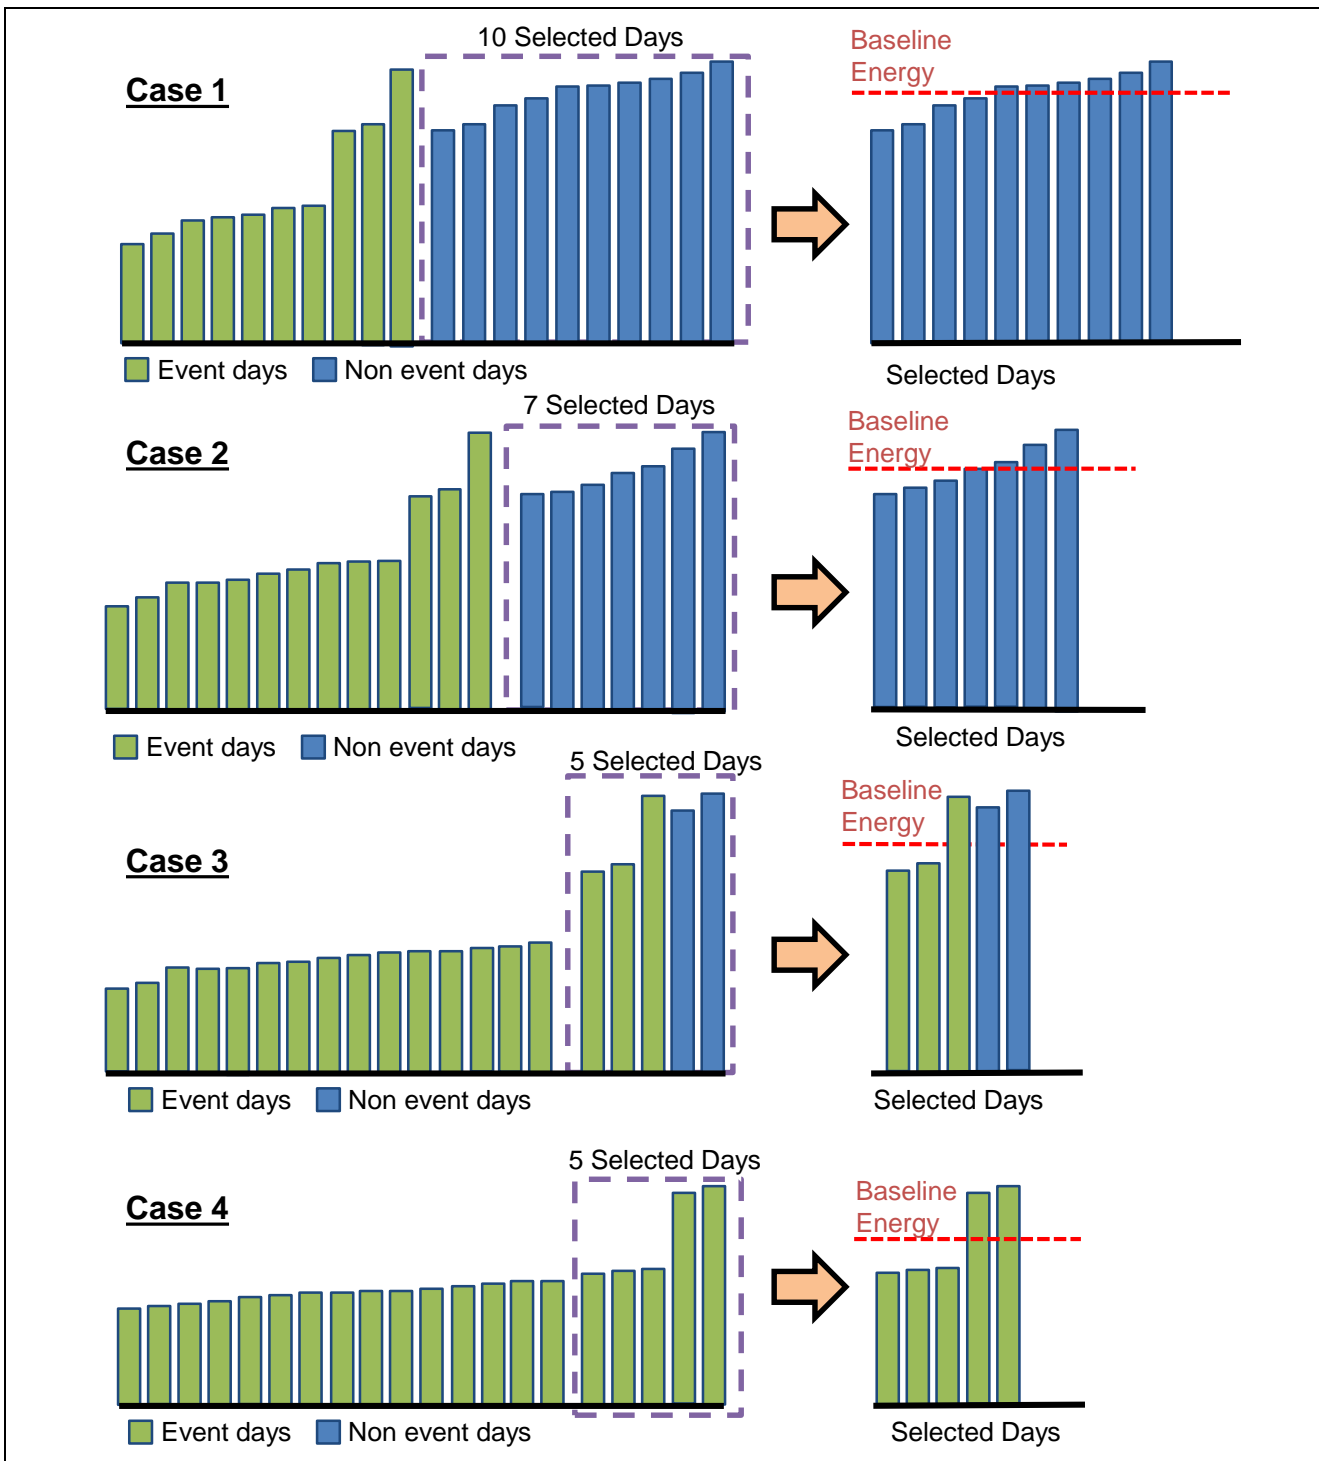 10 Selected Days
Case 1
Baseline
Energy
Event days
Non event days
Selected Days
7 Selected Days
Case 2
Baseline
Energy
Event days
Non event days
Selected Days
5 Selected Days
Case 3
Baseline
Energy
Event days
Non event days
Selected Days
5 Selected Days
Case 4
Baseline
Energy
Event days
Non event days
Selected Days